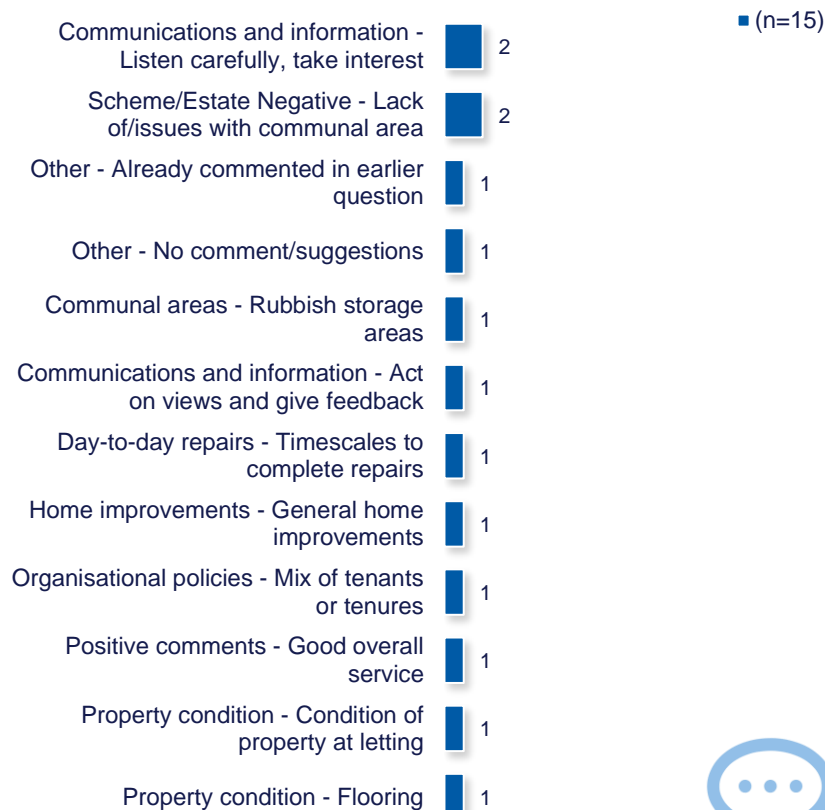 (n=15)
Communications and information -
Listen carefully, take interest
2
Scheme/Estate Negative - Lack
of/issues with communal area
2
Other - Already commented in earlier
question
1
Other - No comment/suggestions
1
Communal areas - Rubbish storage
areas
1
Communications and information - Act
on views and give feedback
1
Day-to-day repairs - Timescales to
complete repairs
1
Home improvements - General home
improvements
1
Organisational policies - Mix of tenants
or tenures
1
Positive comments - Good overall
service
1
Property condition - Condition of
property at letting
1
Property condition - Flooring
1